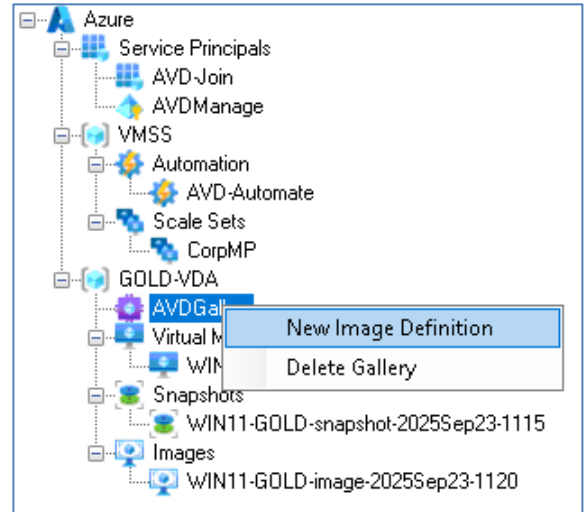 Azure
Service Principals
AVD-Join
AVDManage
VMSS
Automation
AVD-Automate
Scale Sets
CorpMP
GOLD-VDA
AVDGal
New Image Definition
Virtual M
WIN
Delete Gallery
Snapshots
WIN11-GOLD-snapshot-2025Sep23-1115
Images
WIN11-GOLD-image-2025Sep23-1120